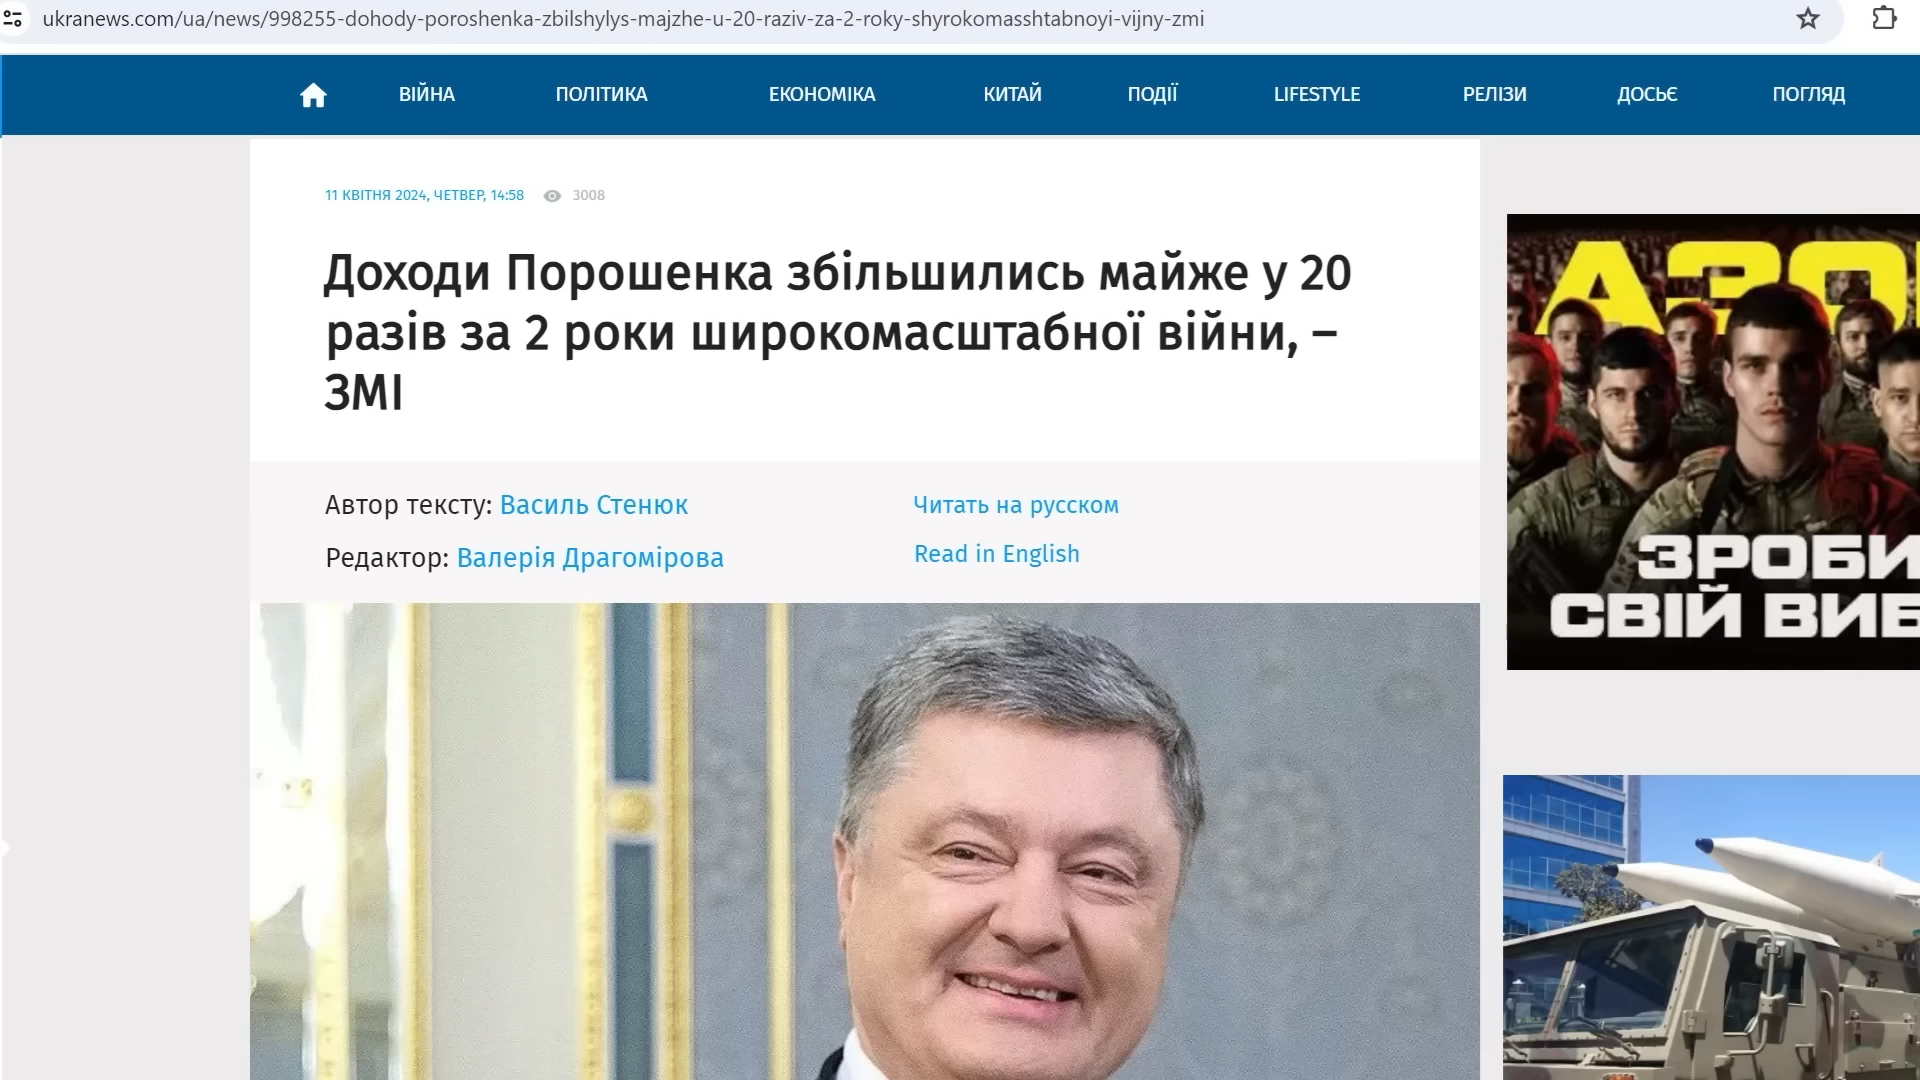 ukranews.com/ua/news/998255-dohody-poroshenka-zbilshylys-majzhe-u-20-raziv-za-2-roky-shyrokomasshtabnoyi-vijny-zmi
ВІЙНА ПОЛІТИКА ЕКОНОМІКА КИТАЙ ПОДІЇ LIFESTYLE РЕЛІЗИ ДОСЬЄ ПОГЛЯД
11 КВІТНЯ 2024, ЧЕТВЕР, 14:58 3008
Доходи Порошенка збільшились майже у 20
разів за 2 роки широкомасштабної війни, –
ЗМІ
Автор тексту: Василь Стенюк
Читать на русском
Редактор: Валерія Драгомірова
Read in English
АЗО
ЗРОБИ
СВІЙ ВИБ